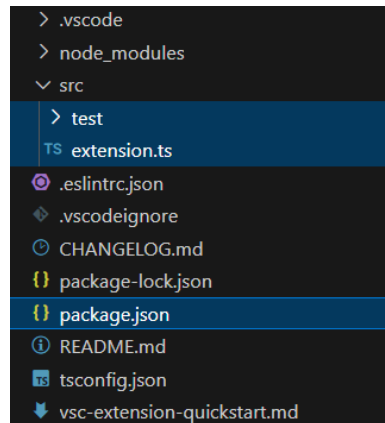 .vscode
node_modules
src
test
TS extension.ts
.eslintrc.json
.vscodeignore
CHANGELOG.md
{} package-lock.json
{} package.json
README.md
TS tsconfig.json
vsc-extension-quickstart.md